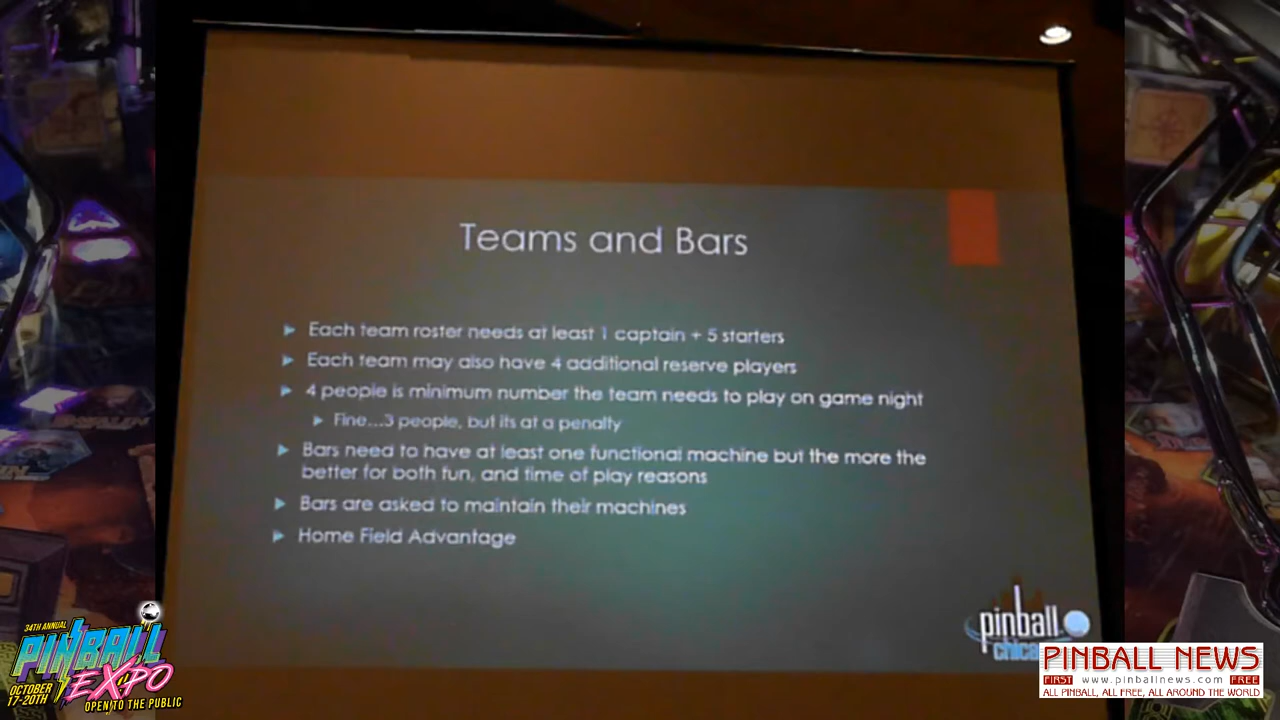 Teams and Bars
Each team roster needs at least 1 captain + 5 starters
Each team may also have 4 additional reserve players
4 people is minimum number the team needs to play on game night
Fine...3 people, but its at a penalty
Bars need to have at least one functional machine but the more the
better for both fun, and time of play reasons
Bars are asked to maintain their machines
Home Field Advantage
pinball
34TH ANNUAL
PINBALL
EXPO
OCTOBER
17-20TH
OPEN TO THE PUBLIC
PINBALL NEWS
FIRST www.pinballnews.com FREE
ALL PINBALL, ALL FREE, ALL AROUND THE WORLD